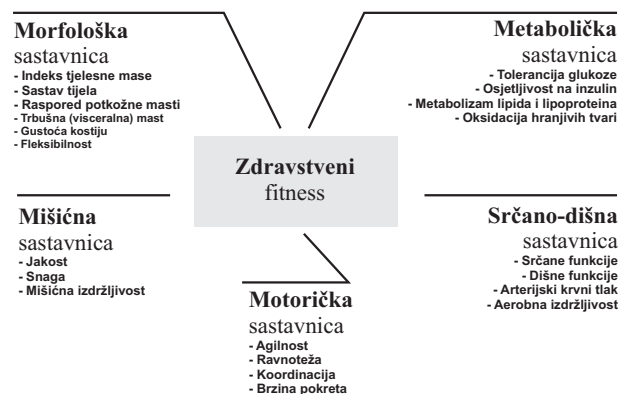 Morfološka
sastavnica
- Indeks tjelesne mase
- Sastav tijela
- Raspored potkožne masti
- Trbušna (visceralna) mast
- Gustoća kostiju
- Fleksibilnost
Metabolička
sastavnica
- Tolerancija glukoze
- Osjetljivost na inzulin
- Metabolizam lipida i lipoproteina
- Oksidacija hranjivih tvari
Zdravstveni
fitness
Mišićna
sastavnica
- Jakost
- Snaga
- Mišićna izdržljivost
Srčano-dišna
sastavnica
- Srčane funkcije
- Dišne funkcije
- Arterijski krvni tlak
- Aerobna izdržljivost
Motorička
sastavnica
- Agilnost
- Ravnoteža
- Koordinacija
- Brzina pokreta